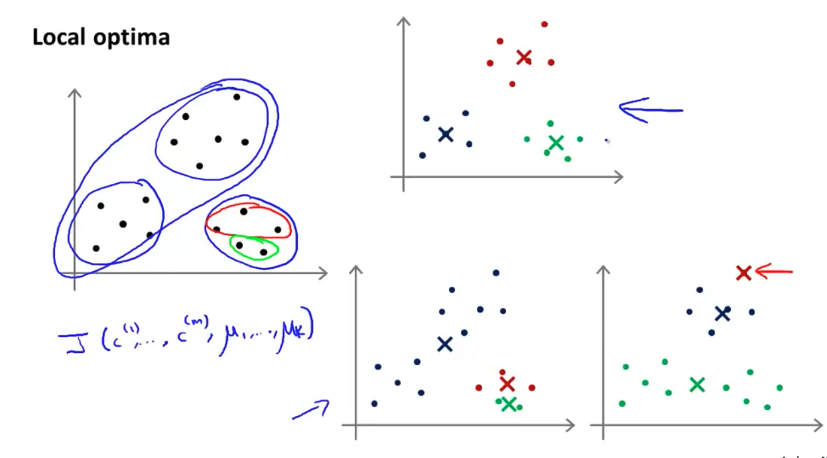 Local optima
J (c⁽¹⁾, ..., c⁽ᵐ⁾, μ₁, ..., μₖ)